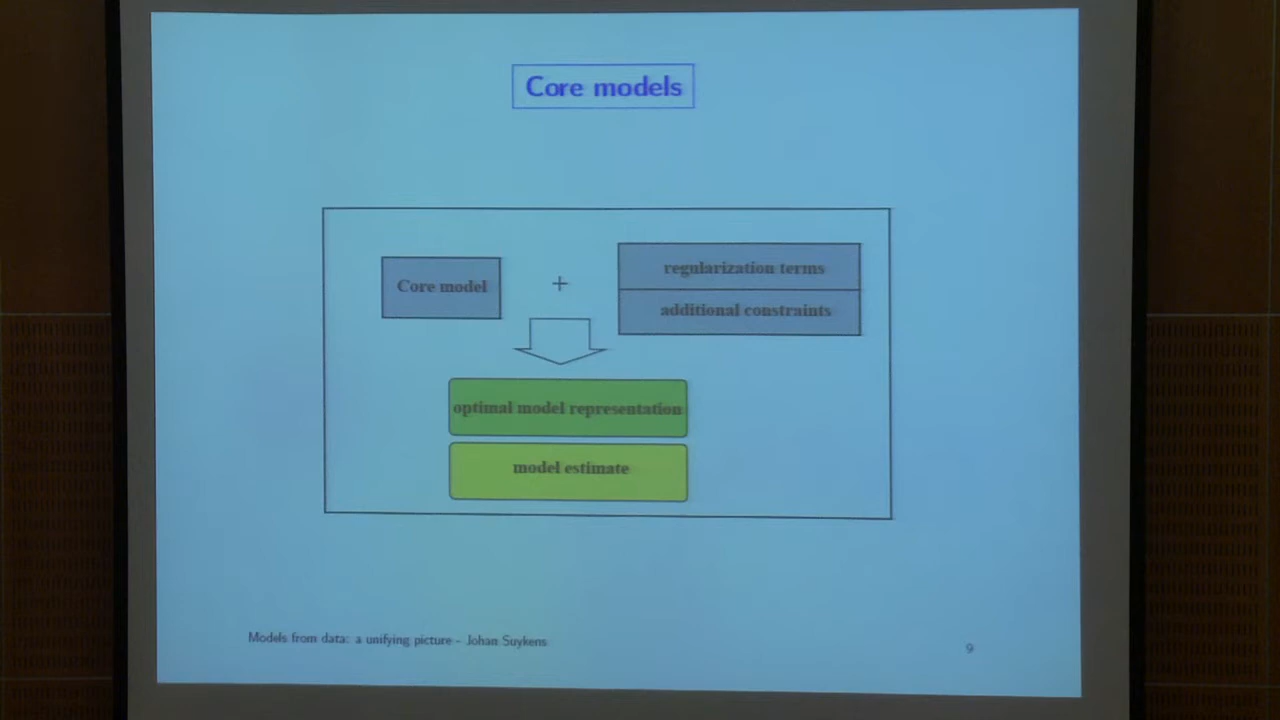 Core models
Core model
+
regularization terms
additional constraints
optimal model representation
model estimate
Models from data: a unifying picture - Johan Suykens
9